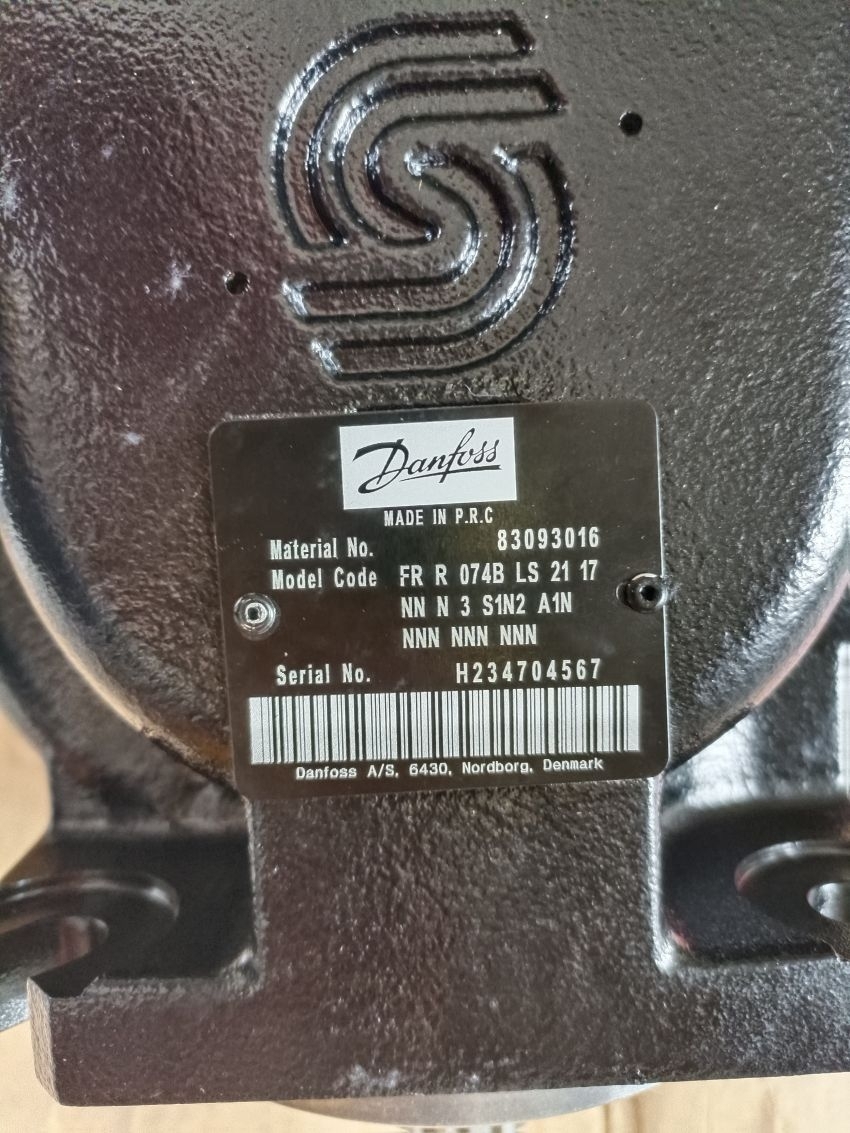 Danfoss
MADE IN P.R.C
Material No. 83093016
Model Code FR R 074B LS 21 17
NN N 3 S1N2 A1N
NNN NNN NNN
Serial No. H234704567
Danfoss A/S, 6430, Nordborg, Denmark